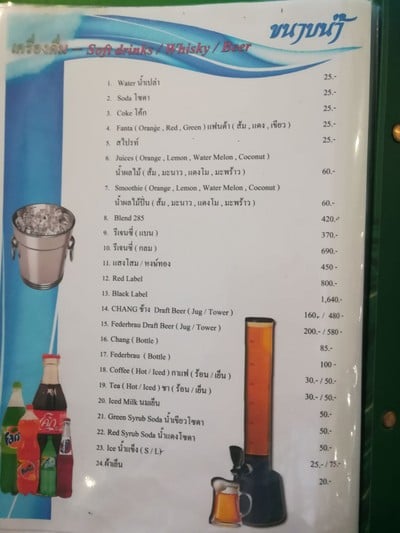 ขนาบน้ำ
เครื่องดื่ม – Soft drinks / Whisky / Beer
1. Water น้ำเปล่า 25.-
2. Soda โซดา 25.-
3. Coke โค้ก 25.-
4. Fanta ( Orange , Red , Green ) แฟนต้า ( ส้ม , แดง , เขียว ) 25.-
5. สไปรท์ 25.-
6. Juices ( Orange , Lemon , Water Melon , Coconut )
น้ำผลไม้ ( ส้ม , มะนาว , แตงโม , มะพร้าว ) 60.-
7. Smoothie ( Orange , Lemon , Water Melon , Coconut )
น้ำผลไม้ปั่น ( ส้ม , มะนาว , แตงโม , มะพร้าว ) 60.-
8. Blend 285 420.-
9. รีเจนซี่ ( แบน ) 370.-
10. รีเจนซี่ ( กลม ) 690.-
11. แสงโสม / หงษ์ทอง 450 -
12. Red Label 800.-
13. Black Label 1,640.-
14. CHANG ช้าง Draft Beer ( Jug / Tower ) 160,- / 480 -
15. Federbrau Draft Beer ( Jug / Tower ) 200.- / 580 -
16. Chang ( Bottle ) 85.-
17. Federbrau ( Bottle ) 100 -
18. Coffee ( Hot / Iced ) กาแฟ ( ร้อน / เย็น ) 30.- / 50.-
19. Tea ( Hot / Iced ) ชา ( ร้อน / เย็น ) 30.- / 50.-
20. Iced Milk นมเย็น 50.-
21. Green Syrub Soda น้ำเขียวโซดา 50.-
22. Red Syrub Soda น้ำแดงโซดา 50.-
23. Ice น้ำแข็ง ( S / L ) 25.- / 75.-
24. ผ้าเย็น 20.-